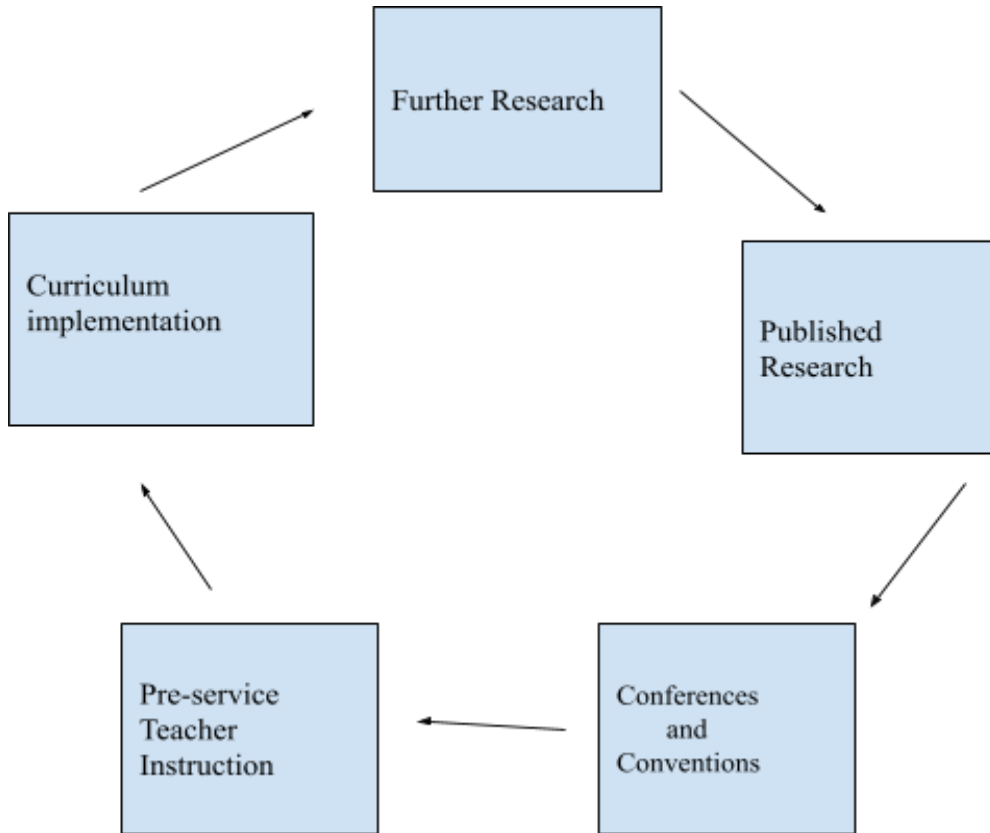 Further Research
Published
Research
Conferences
and
Conventions
Pre-service
Teacher
Instruction
Curriculum
implementation